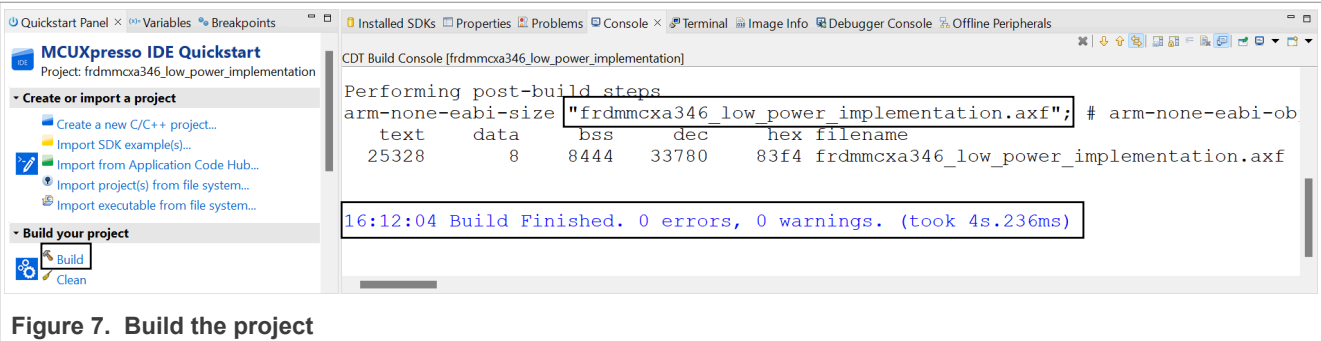 Quickstart Panel × (x)= Variables Breakpoints
MCUXpresso IDE Quickstart
IDE
Project: frdmmcxa346_low_power_implementation
Create or import a project
Create a new C/C++ project...
Import SDK example(s)...
Import from Application Code Hub...
Import project(s) from file system...
Import executable from file system...
Build your project
Build
Clean
Installed SDKs Properties Problems Console × Terminal Image Info Debugger Console Offline Peripherals
CDT Build Console [frdmmcxa346_low_power_implementation]
Performing post-build steps
arm-none-eabi-size "frdmmcxa346_low_power_implementation.axf"; # arm-none-eabi-ob
text data bss dec hex filename
25328 8 8444 33780 83f4 frdmmcxa346_low_power_implementation.axf
16:12:04 Build Finished. 0 errors, 0 warnings. (took 4s.236ms)
Figure 7. Build the project